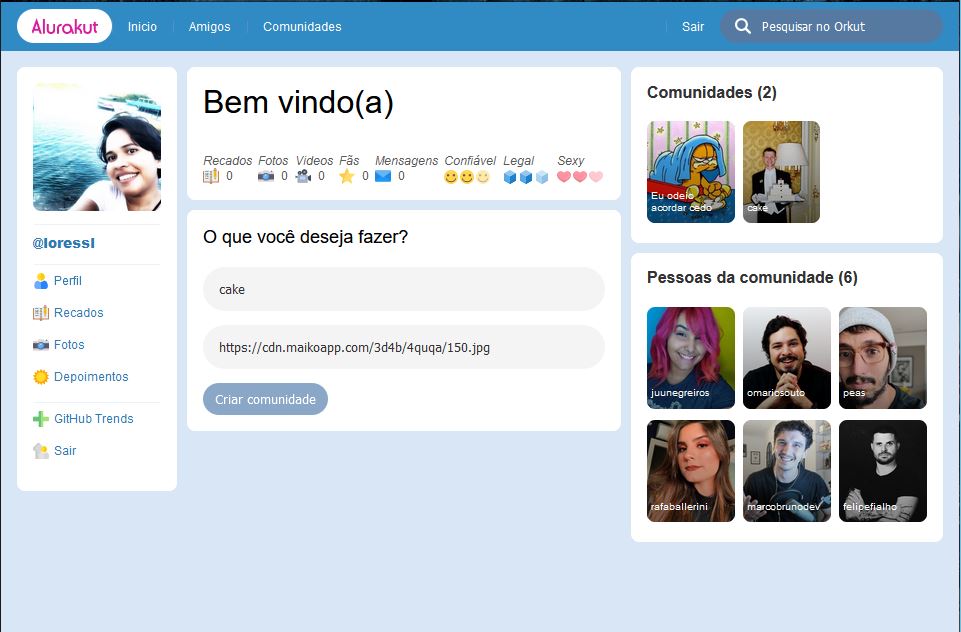 Alurakut
Inicio
Amigos
Comunidades
Sair
Pesquisar no Orkut
@loressl
Perfil
Recados
Fotos
Depoimentos
GitHub Trends
Sair
Bem vindo(a)
Recados Fotos Videos Fãs Mensagens Confiável Legal Sexy
0 0 0 0 0
O que você deseja fazer?
cake
https://cdn.maikoapp.com/3d4b/4quqa/150.jpg
Criar comunidade
Comunidades (2)
Eu odeio
acordar cedo
cake
Pessoas da comunidade (6)
juunegreiros
omariosouto
peas
rafaballerini
marcobrunodev
felipefialho